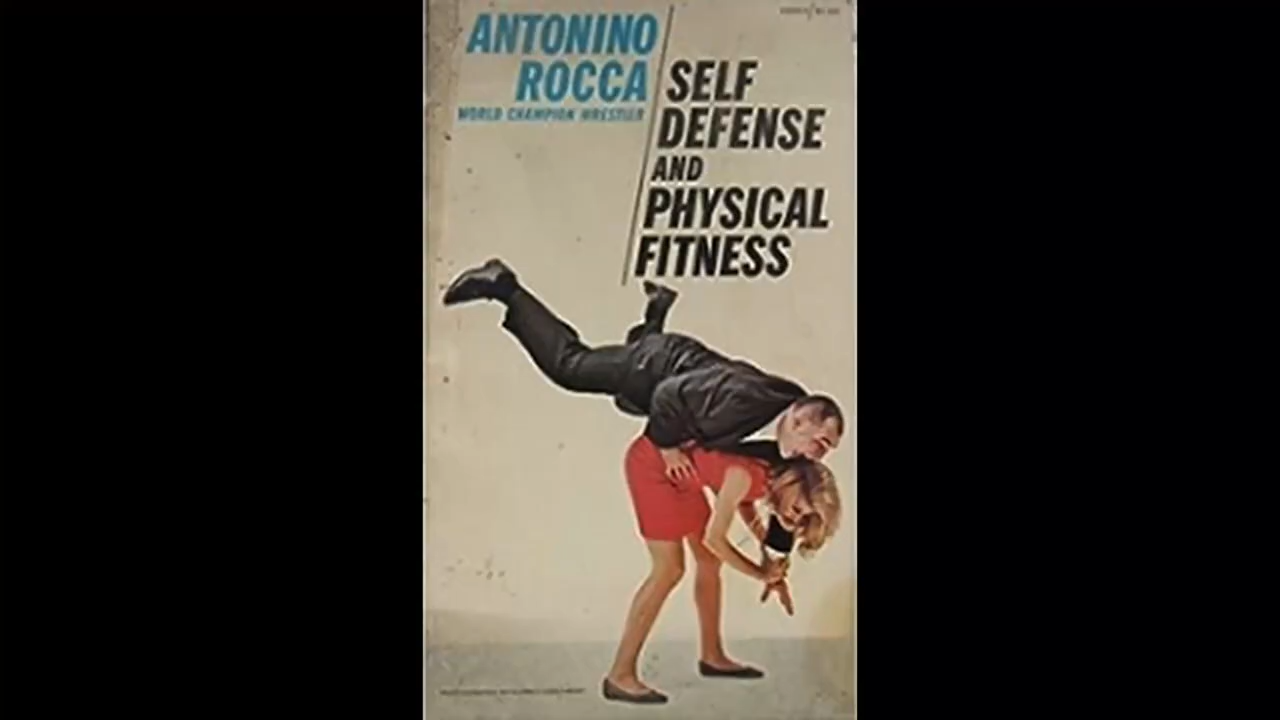 ANTONINO
ROCCA
WORLD CHAMPION WRESTLER
SELF
DEFENSE
AND
PHYSICAL
FITNESS